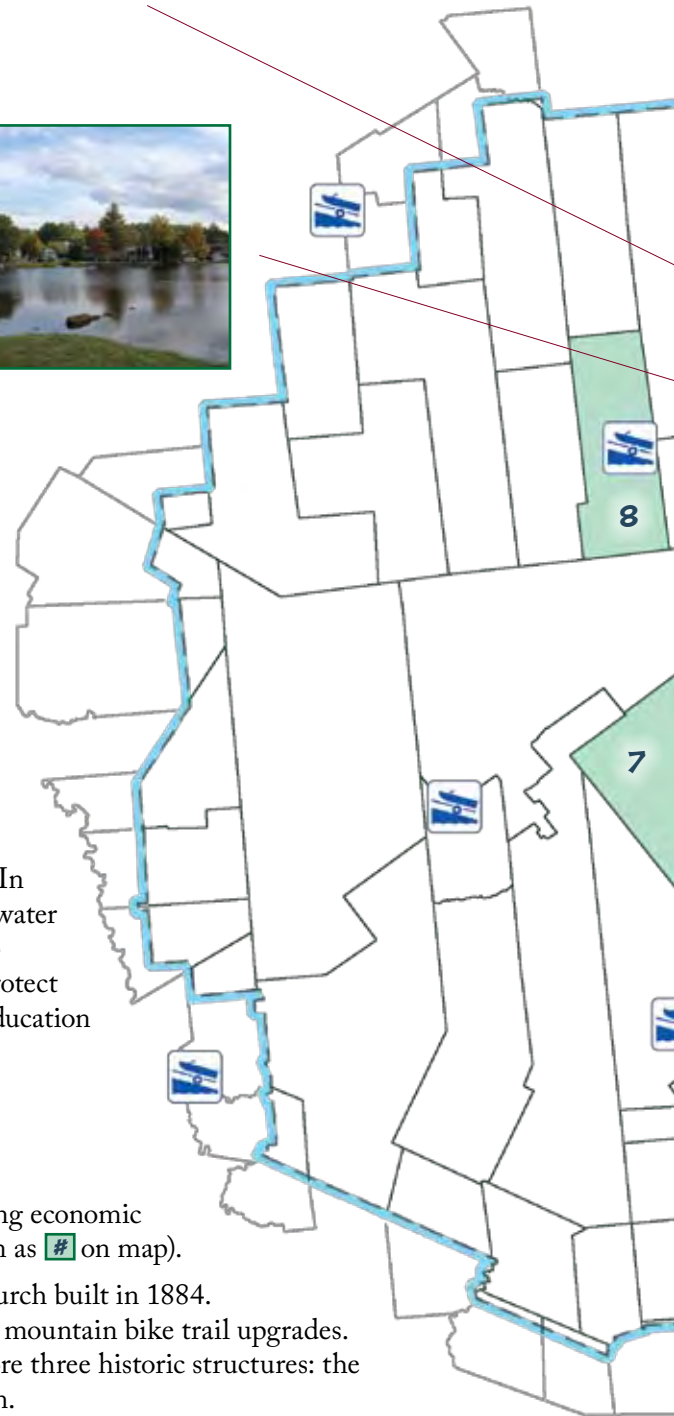 8
7
In
water
rotect
ducation
ng economic
n as # on map).
urch built in 1884.
mountain bike trail upgrades.
re three historic structures: the
n.